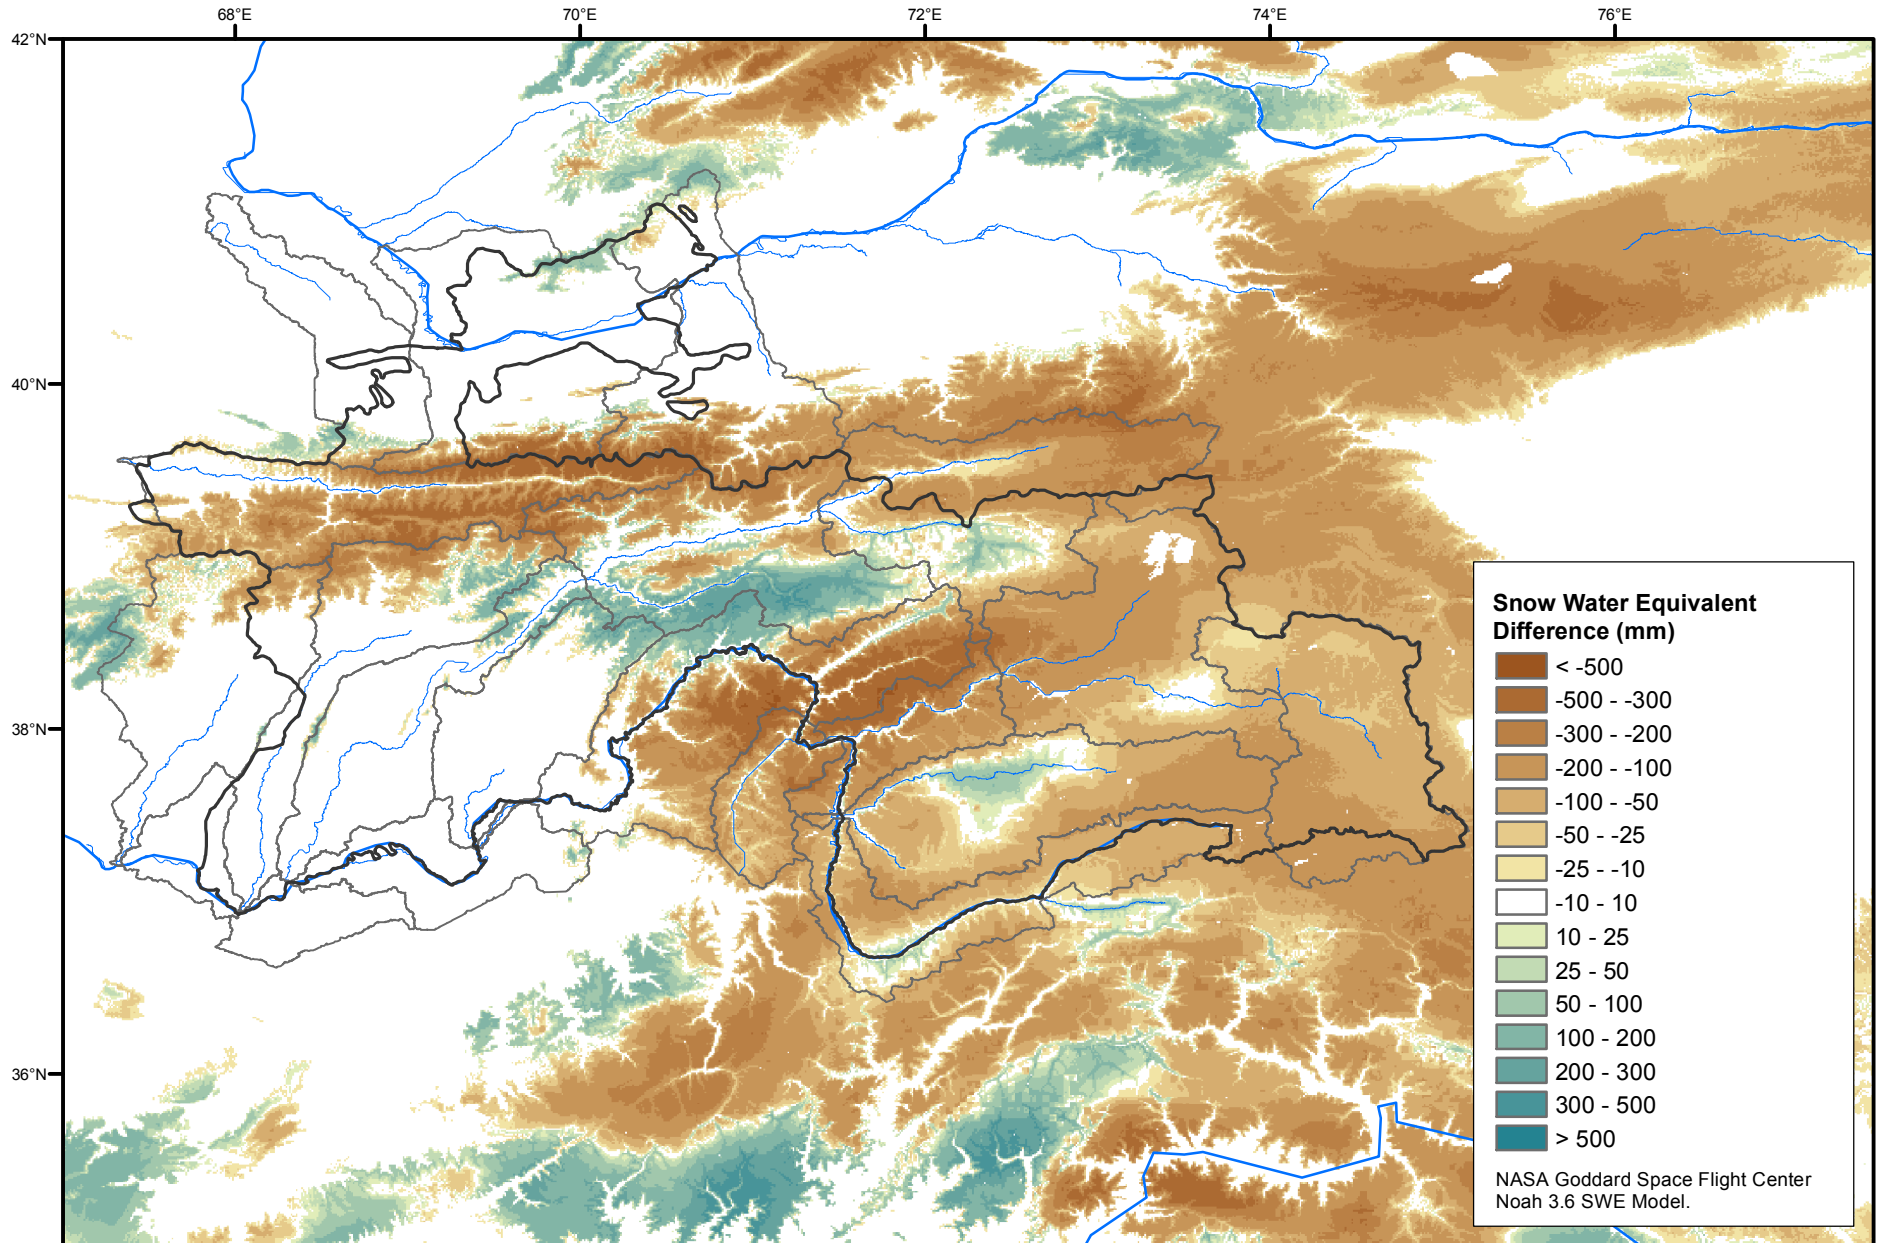 68°E 70°E 72°E 74°E 76°E
42°N
40°N
38°N
36°N
Snow Water Equivalent
Difference (mm)
< -500
-500 - -300
-300 - -200
-200 - -100
-100 - -50
-50 - -25
-25 - -10
-10 - 10
10 - 25
25 - 50
50 - 100
100 - 200
200 - 300
300 - 500
> 500
NASA Goddard Space Flight Center
Noah 3.6 SWE Model.